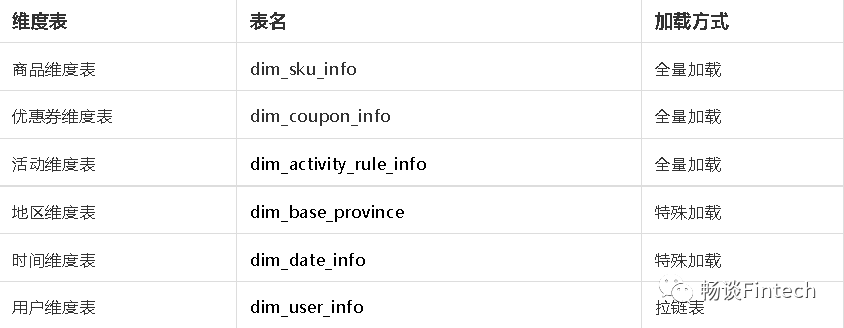 维度表 表名 加载方式
商品维度表 dim_sku_info 全量加载
优惠券维度表 dim_coupon_info 全量加载
活动维度表 dim_activity_rule_info 全量加载
地区维度表 dim_base_province 特殊加载
时间维度表 dim_date_info 特殊加载
畅谈Fintech
用户维度表 dim_user_info 拉链表